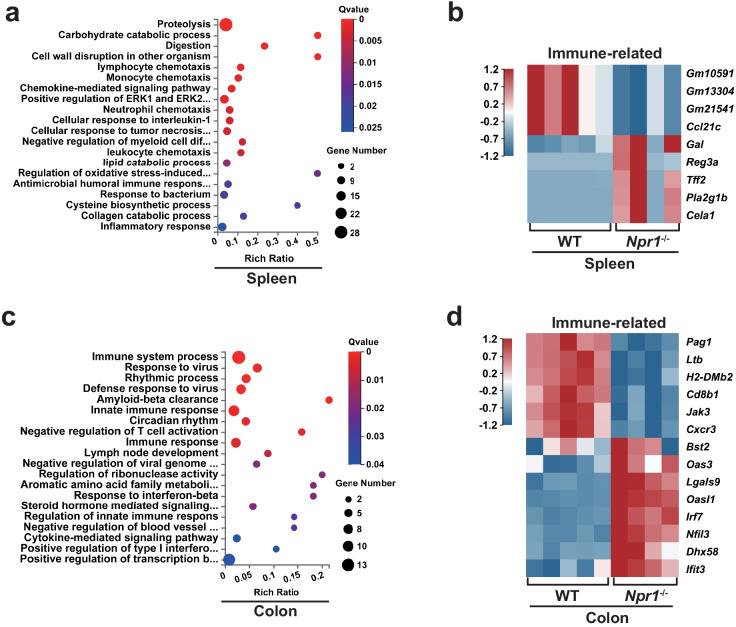 a
Qvalue
Proteolysis
Carbohydrate catabolic process
Digestion
Cell wall disruption in other organism
lymphocyte chemotaxis
Monocyte chemotaxis
Chemokine-mediated signaling pathway
Positive regulation of ERK1 and ERK2...
Neutrophil chemotaxis
Cellular response to interleukin-1
Cellular response to tumor necrosis...
Negative regulation of myeloid cell dif...
leukocyte chemotaxis
lipid catabolic process
Regulation of oxidative stress-induced...
Antimicrobial humoral immune respons...
Response to bacterium
Cysteine biosynthetic process
Collagen catabolic process
Inflammatory response
0
0.005
0.01
0.015
0.02
0.025
Gene Number
2
9
15
22
28
0 0.1 0.2 0.3 0.4 0.5
Rich Ratio
Spleen
b
Immune-related
1.2
0.7
0.2
-0.2
-0.7
-1.2
Gm10591
Gm13304
Gm21541
Ccl21c
Gal
Reg3a
Tff2
Pla2g1b
Cela1
WT Npr1-/-
Spleen
c
Qvalue
Immune system process
Response to virus
Rhythmic process
Defense response to virus
Amyloid-beta clearance
Innate immune response
Circadian rhythm
Negative regulation of T cell activation
Immune response
Lymph node development
Negative regulation of viral genome ...
Regulation of ribonuclease activity
Aromatic amino acid family metaboli...
Response to interferon-beta
Steroid hormone mediated signaling...
Regulation of innate immune respons
Negative regulation of blood vessel ...
Cytokine-mediated signaling pathway
Positive regulation of type I interfero...
Positive regulation of transcription b...
0
0.01
0.02
0.03
0.04
Gene Number
2
5
8
10
13
0 0.05 0.1 0.15 0.2
Rich Ratio
Colon
d
Immune-related
1.2
0.7
0.2
-0.2
-0.7
-1.2
Pag1
Ltb
H2-DMb2
Cd8b1
Jak3
Cxcr3
Bst2
Oas3
Lgals9
Oasl1
Irf7
Nfil3
Dhx58
Ifit3
WT Npr1-/-
Colon